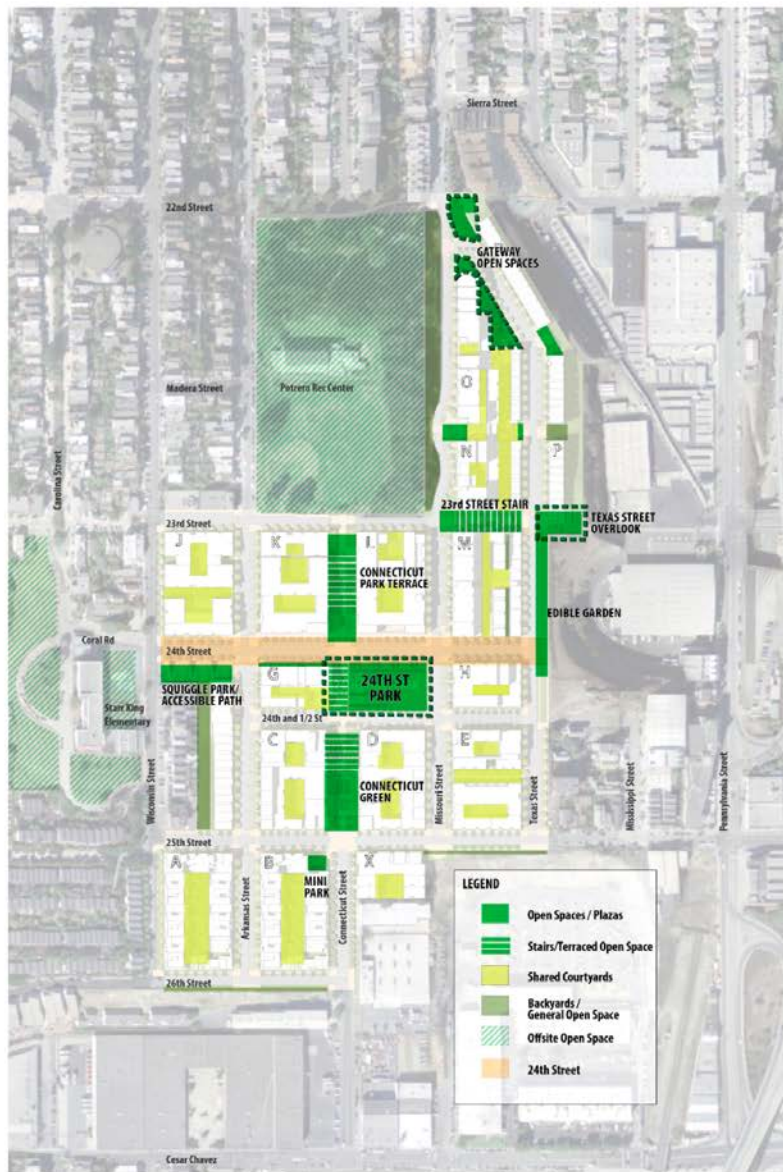 Sierra Street
22nd Street
GATEWAY
OPEN SPACES
Madera Street
Potrero Rec Center
O
Carolina Street
N
P
23rd STREET STAIR
TEXAS STREET
OVERLOOK
23rd Street
J
K
L
M
CONNECTICUT
PARK TERRACE
EDIBLE GARDEN
Coral Rd
24th Street
SQUIGGLE PARK/
ACCESSIBLE PATH
G
24TH ST
PARK
H
Starr King
Elementary
24th and 1/2 St
C
D
E
CONNECTICUT
GREEN
Wisconsin Street
Missouri Street
Texas Street
Mississippi Street
Pennsylvania Street
25th Street
A
B
X
MINI
PARK
Arkansas Street
Connecticut Street
26th Street
LEGEND
Open Spaces / Plazas
Stairs/Terraced Open Space
Shared Courtyards
Backyards /
General Open Space
Offsite Open Space
24th Street
Cesar Chavez